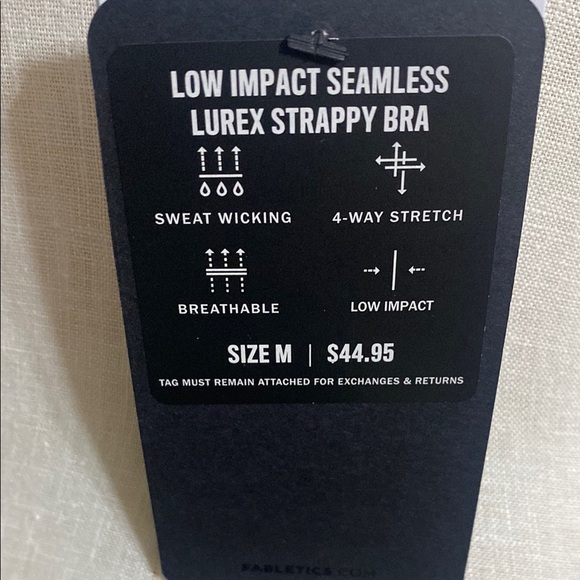 LOW IMPACT SEAMLESS
LUREX STRAPPY BRA
SWEAT WICKING 4-WAY STRETCH
BREATHABLE LOW IMPACT
SIZE M | $44.95
TAG MUST REMAIN ATTACHED FOR EXCHANGES & RETURNS
FABLETICS.COM